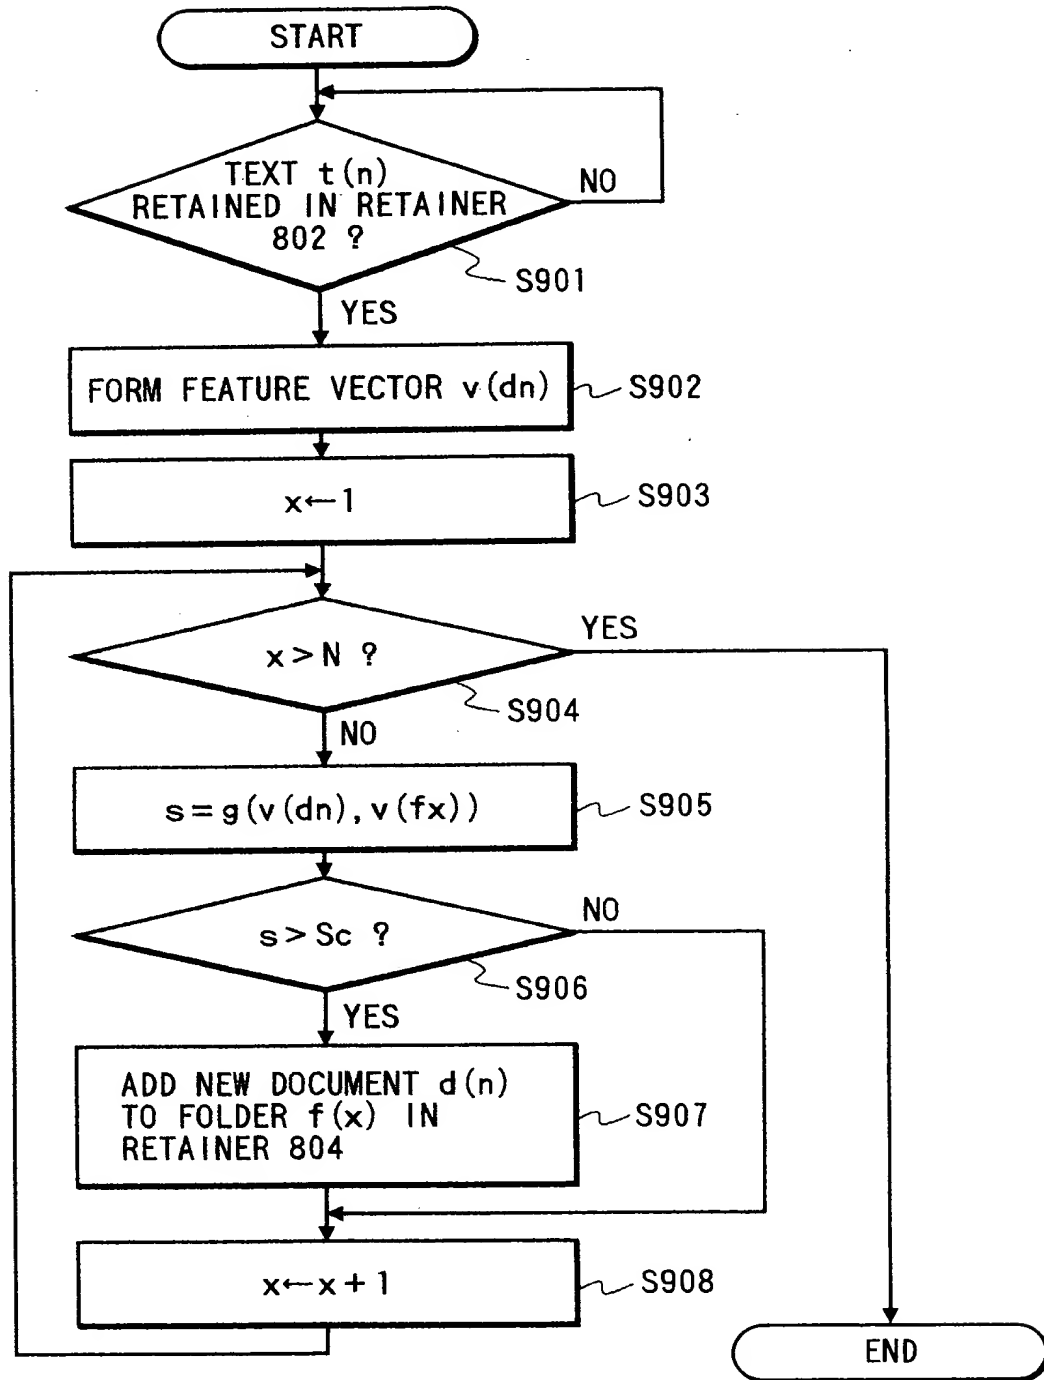 START
TEXT t(n)
RETAINED IN RETAINER
802 ?
NO
S901
YES
FORM FEATURE VECTOR v(dn)
S902
x←1
S903
x>N ?
YES
S904
NO
s=g(v(dn),v(fx))
S905
s>Sc ?
NO
S906
YES
ADD NEW DOCUMENT d(n)
TO FOLDER f(x) IN
RETAINER 804
S907
x←x+1
S908
END